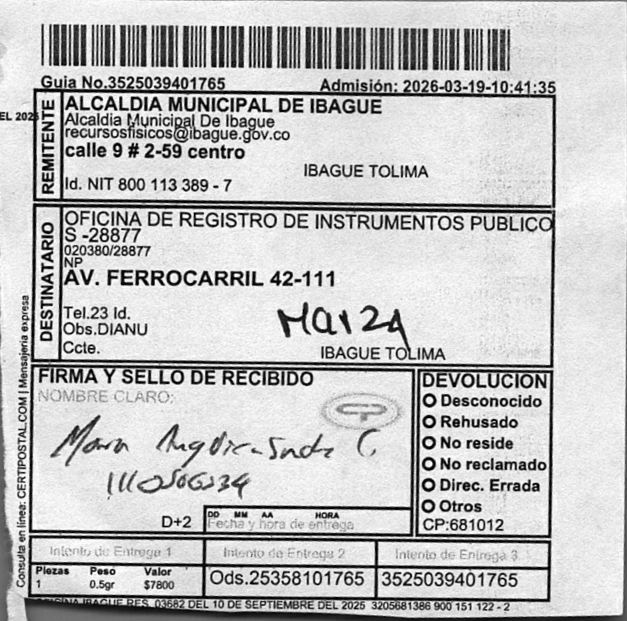 Guia No.3525039401765
Admisión: 2026-03-19-10:41:35
EL 2025
REMITENTE
ALCALDIA MUNICIPAL DE IBAGUE
Alcaldia Municipal De Ibague
recursosfisicos@ibague.gov.co
calle 9 # 2-59 centro
IBAGUE TOLIMA
Id. NIT 800 113 389 - 7
DESTINATARIO
OFICINA DE REGISTRO DE INSTRUMENTOS PUBLICO
S -28877
020380/28877
NP
AV. FERROCARRIL 42-111
Tel.23 Id.
Obs.DIANU
Ccte.
IBAGUE TOLIMA
FIRMA Y SELLO DE RECIBIDO
NOMBRE CLARO:
D+2
DD MM AA HORA
Fecha y hora de entrega
DEVOLUCION
Desconocido
Rehusado
No reside
No reclamado
Direc. Errada
Otros
CP:681012
Consulta en linea: CERTIPOSTAL.COM | Mensajeria expresa
Intento de Entrega 1
Intento de Entrega 2
Intento de Entrega 3
Piezas Peso Valor
1 0.5gr $7800
Ods.25358101765
3525039401765
IBAGUE RES. 03582 DEL 10 DE SEPTIEMBRE DEL 2025 3205681386 900 151 122 - 2